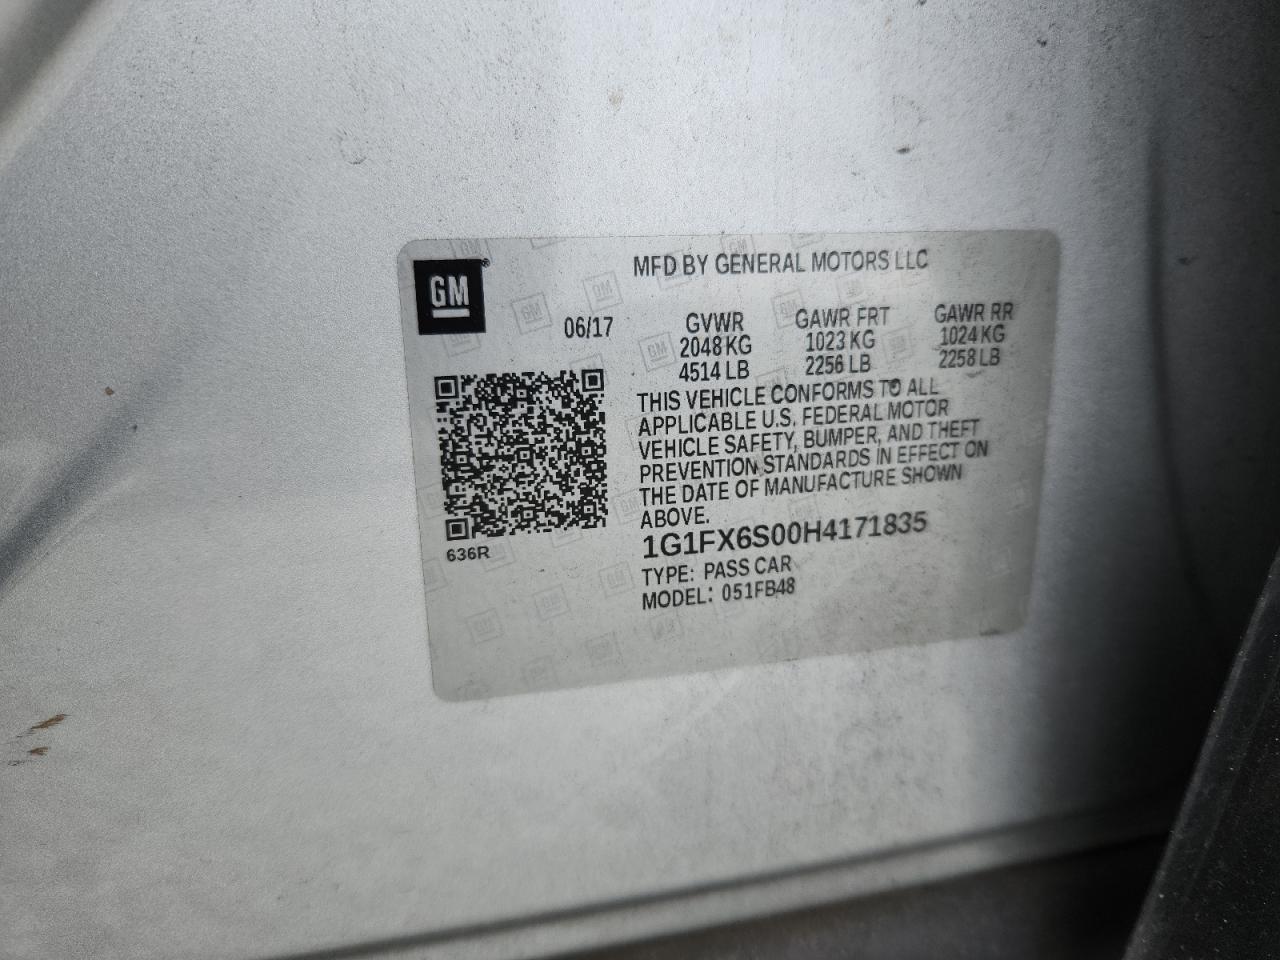 GM
MFD BY GENERAL MOTORS LLC
06/17
GVWR GAWR FRT GAWR RR
2048 KG 1023 KG 1024 KG
4514 LB 2256 LB 2258 LB
THIS VEHICLE CONFORMS TO ALL
APPLICABLE U.S. FEDERAL MOTOR
VEHICLE SAFETY, BUMPER, AND THEFT
PREVENTION STANDARDS IN EFFECT ON
THE DATE OF MANUFACTURE SHOWN
ABOVE.
636R
1G1FX6S00H4171835
TYPE: PASS CAR
MODEL: 051FB48